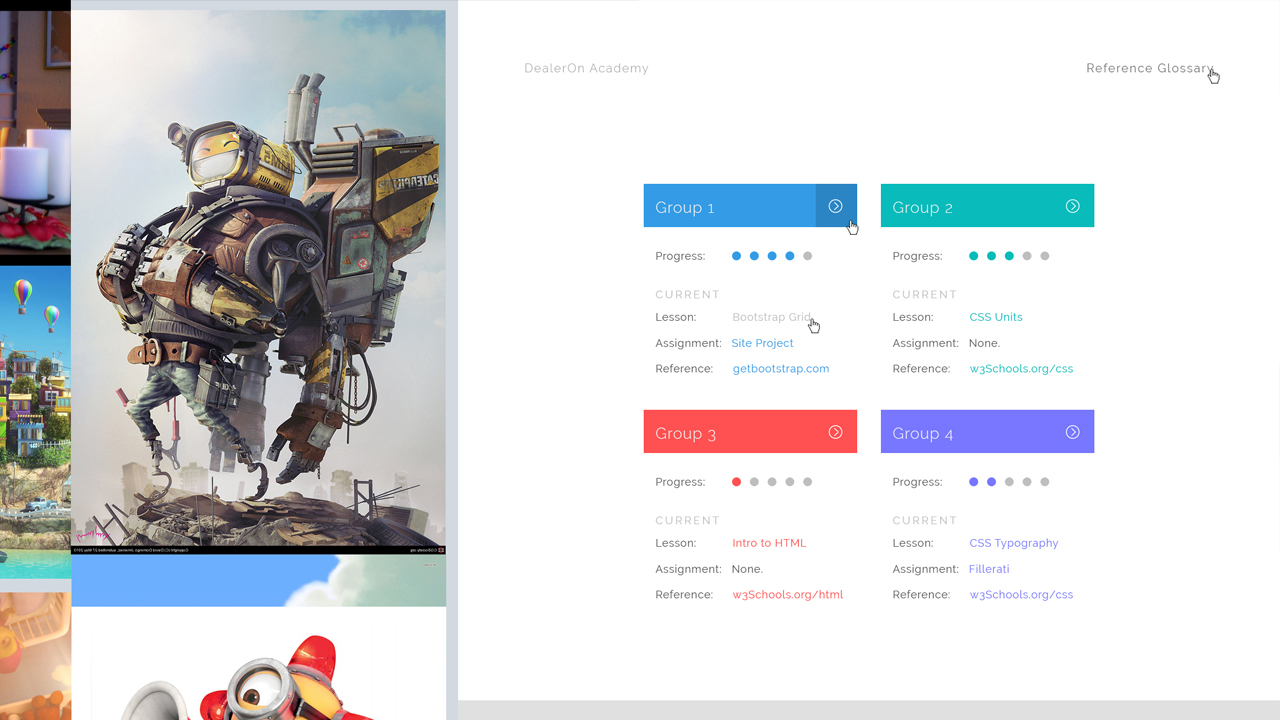 DealerOn Academy
Reference Glossary
Group 1
Progress:
CURRENT
Lesson: Bootstrap Grid
Assignment: Site Project
Reference: getbootstrap.com
Group 2
Progress:
CURRENT
Lesson: CSS Units
Assignment: None.
Reference: w3Schools.org/css
Group 3
Progress:
CURRENT
Lesson: Intro to HTML
Assignment: None.
Reference: w3Schools.org/html
Group 4
Progress:
CURRENT
Lesson: CSS Typography
Assignment: Fillerati
Reference: w3Schools.org/css